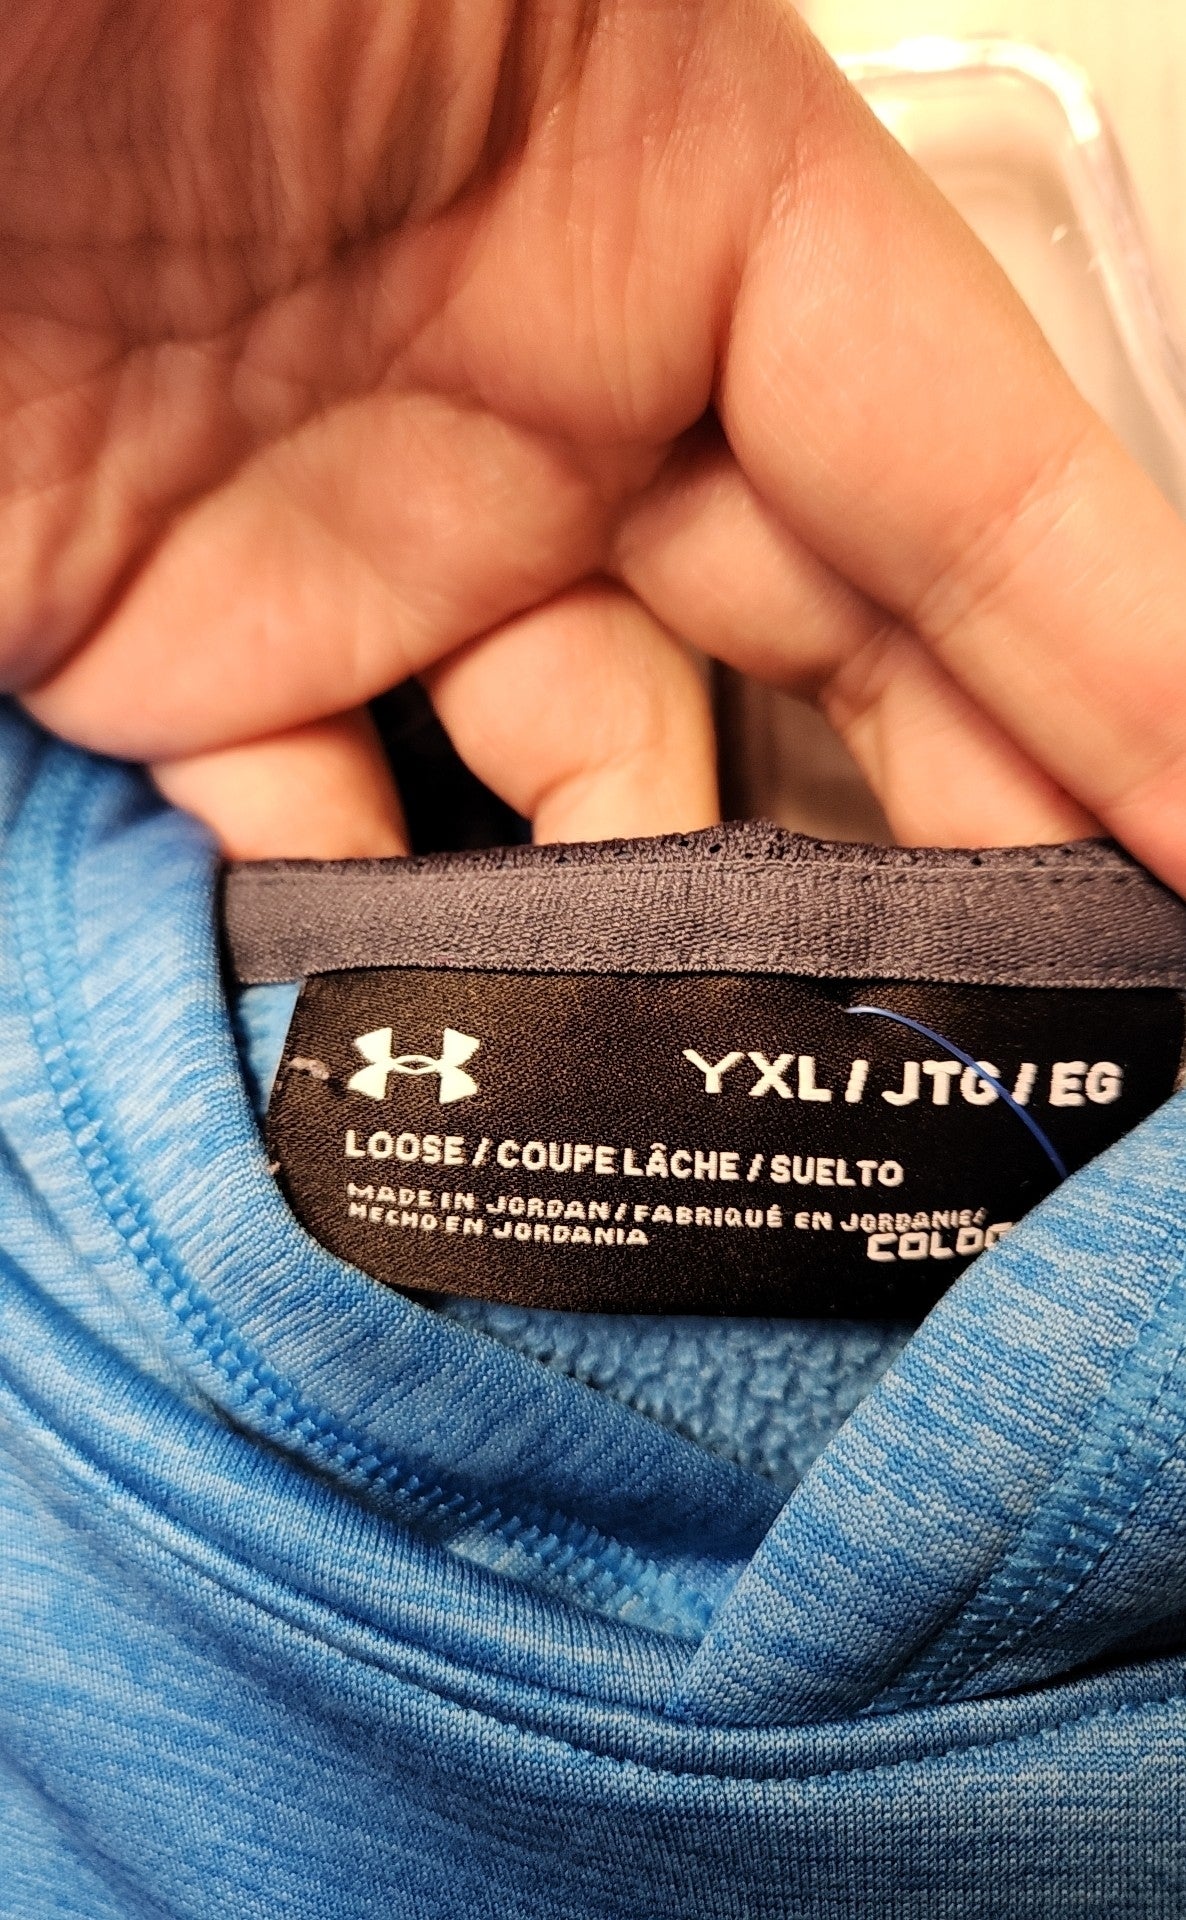 YXL / JTG / EG
LOOSE / COUPE LÂCHE / SUELTO
MADE IN JORDAN / FABRIQUÉ EN JORDANIE/
HECHO EN JORDANIA